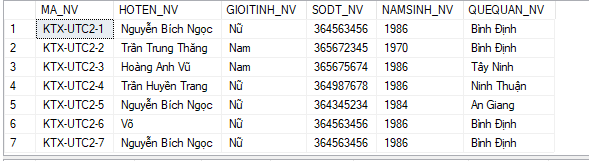 MA_NV HOTEN_NV GIOITINH_NV SODT_NV NAMSINH_NV QUEQUAN_NV
1 KTX-UTC2-1 Nguyễn Bích Ngọc Nữ 364563456 1986 Bình Định
2 KTX-UTC2-2 Trần Trung Thăng Nam 365672345 1970 Bình Định
3 KTX-UTC2-3 Hoàng Anh Vũ Nam 365675674 1986 Tây Ninh
4 KTX-UTC2-4 Trần Huyền Trang Nữ 364987678 1986 Ninh Thuận
5 KTX-UTC2-5 Nguyễn Bích Ngọc Nữ 364345234 1984 An Giang
6 KTX-UTC2-6 Võ Nữ 364563456 1986 Bình Định
7 KTX-UTC2-7 Nguyễn Bích Ngọc Nữ 364563456 1986 Bình Định